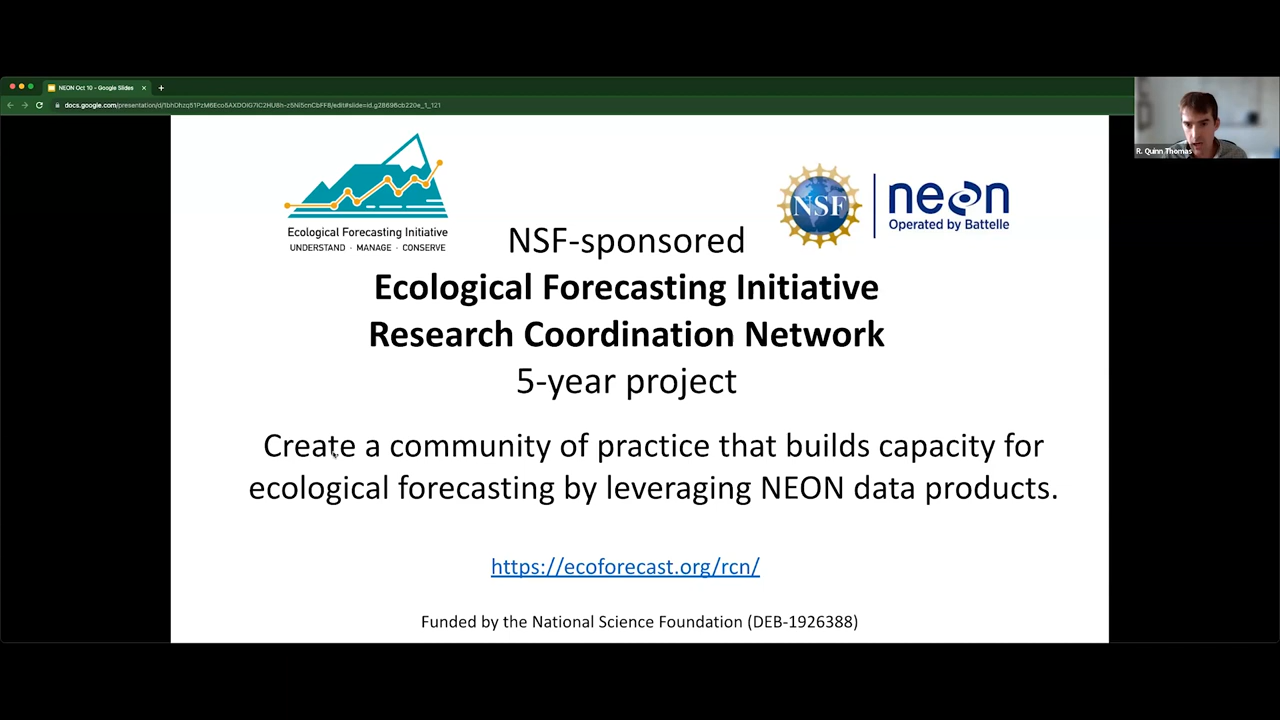 NEON Oct 10 - Google Slides
R. Quinn Thomas
Ecological Forecasting Initiative
UNDERSTAND · MANAGE · CONSERVE
NSF
neon
Operated by Battelle
NSF-sponsored
Ecological Forecasting Initiative
Research Coordination Network
5-year project
Create a community of practice that builds capacity for
ecological forecasting by leveraging NEON data products.
https://ecoforecast.org/rcn/
Funded by the National Science Foundation (DEB-1926388)